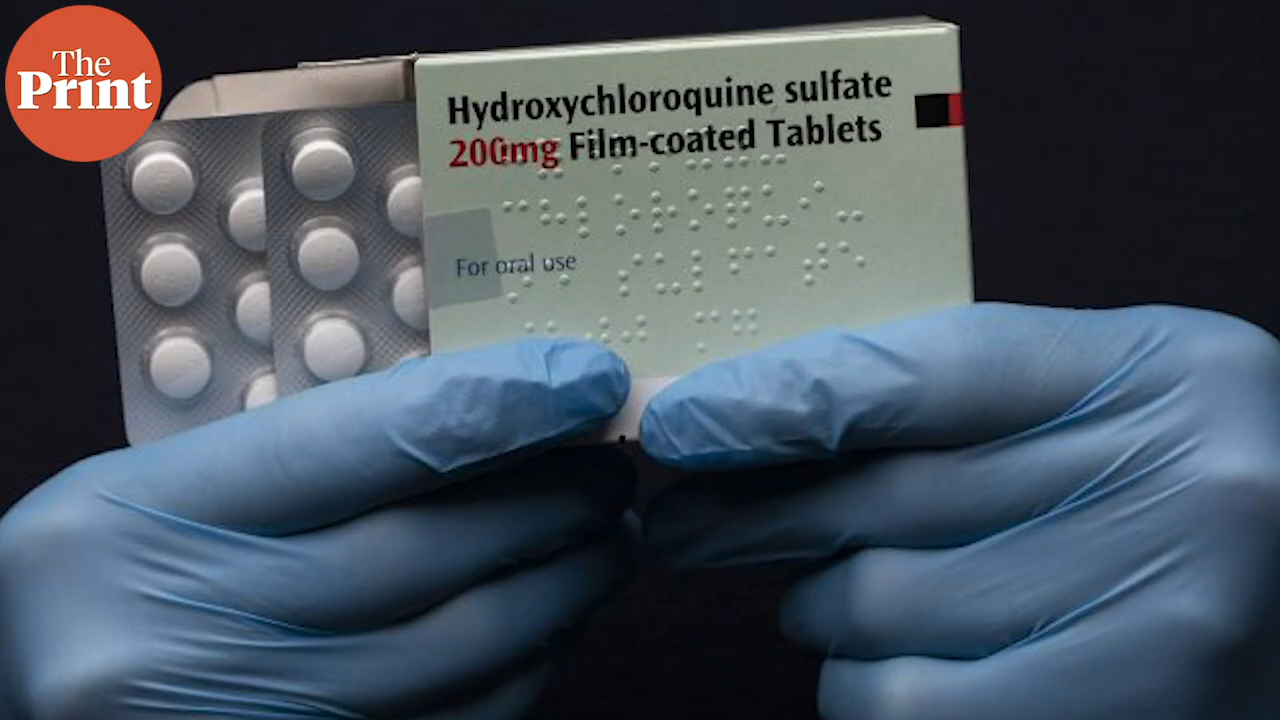 The
Print
Hydroxychloroquine sulfate
200mg Film-coated Tablets
For oral use